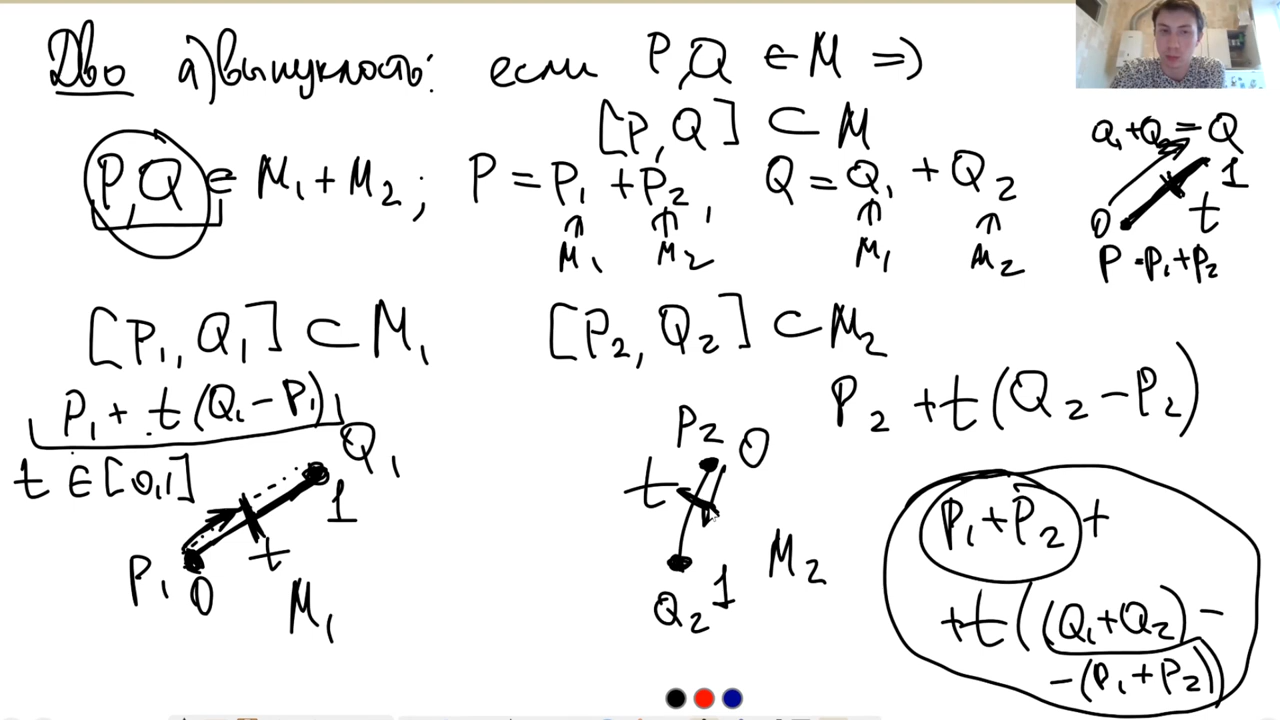 Д-во а) выпуклость: если P,Q ∈ M ⇒
[P,Q] ⊂ M
P,Q ∈ M₁ + M₂; P = P₁ + P₂, Q = Q₁ + Q₂
M₁ M₂ M₁ M₂
Q₁+Q₂ = Q
1
0 t
P = P₁+P₂
[P₁, Q₁] ⊂ M₁ [P₂, Q₂] ⊂ M₂
P₁ + t(Q₁ - P₁)
t ∈ [0,1]
Q₁
1
t
P₁ 0
M₁
P₂ + t(Q₂ - P₂)
P₂ 0
t
M₂
Q₂ 1
P₁+P₂ +
+t((Q₁+Q₂) -
-(P₁+P₂))